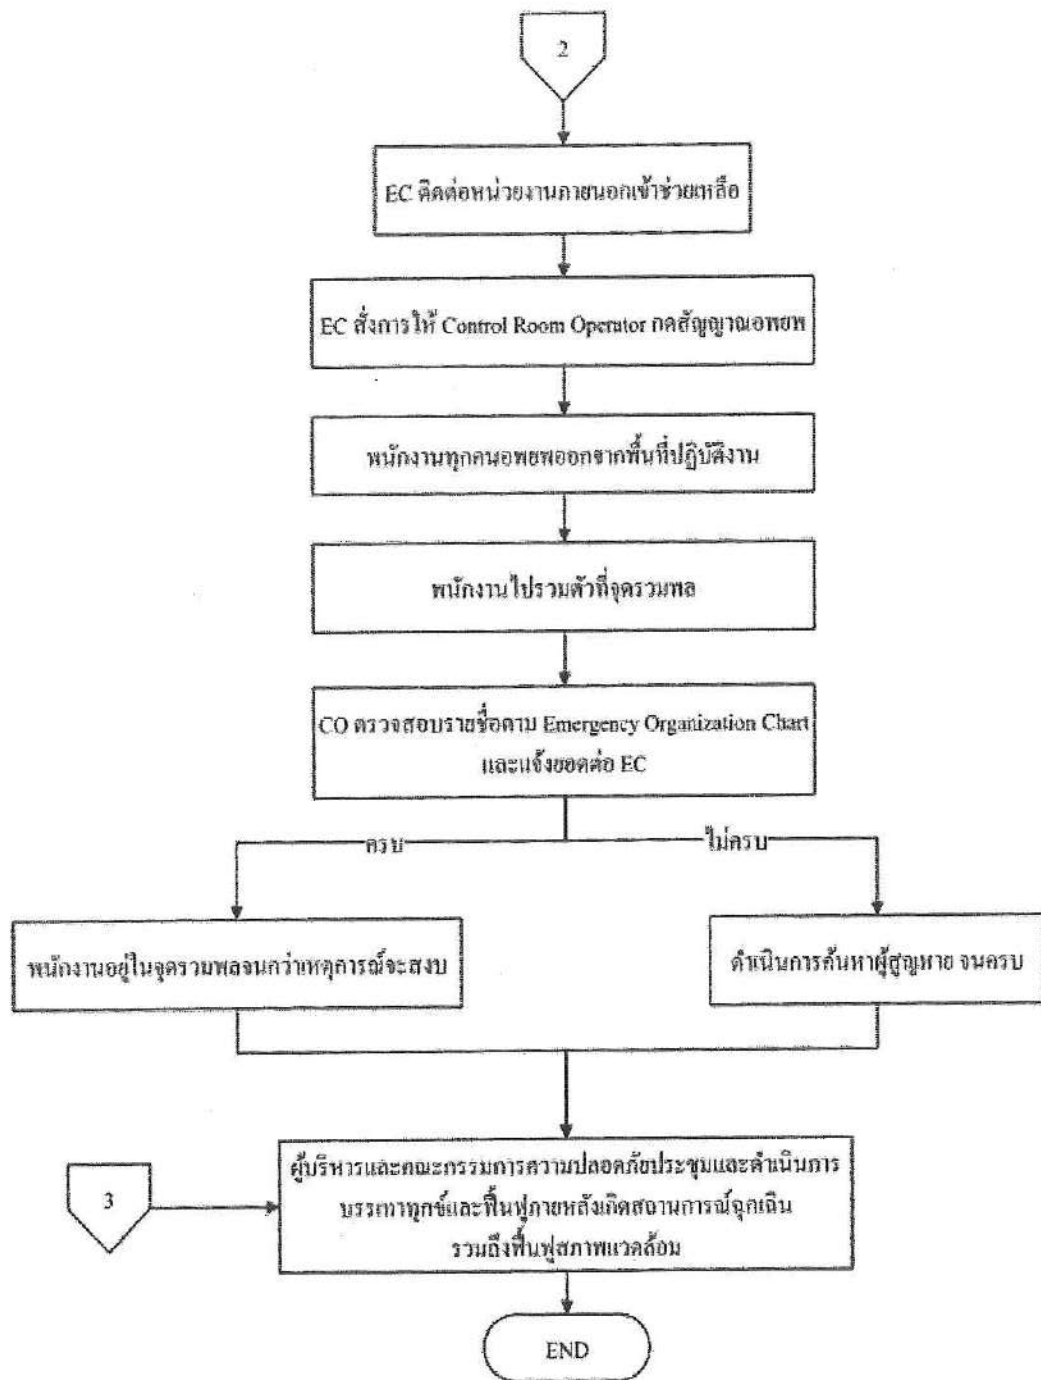 2
EC ติดต่อหน่วยงานภายนอกเข้าช่วยเหลือ
EC สั่งการให้ Control Room Operator กดสัญญาณอพยพ
พนักงานทุกคนอพยพออกจากพื้นที่ปฏิบัติงาน
พนักงานไปรวมตัวที่จุดรวมพล
CO ตรวจสอบรายชื่อตาม Emergency Organization Chart
และแจ้งยอดต่อ EC
ครบ
ไม่ครบ
พนักงานอยู่ในจุดรวมพลจนกว่าเหตุการณ์จะสงบ
ดำเนินการค้นหาผู้สูญหาย จนครบ
3
ผู้บริหารและคณะกรรมการความปลอดภัยประชุมและดำเนินการ
บรรเทาทุกข์และฟื้นฟูภายหลังเกิดสถานการณ์ฉุกเฉิน
รวมถึงฟื้นฟูสภาพแวดล้อม
END